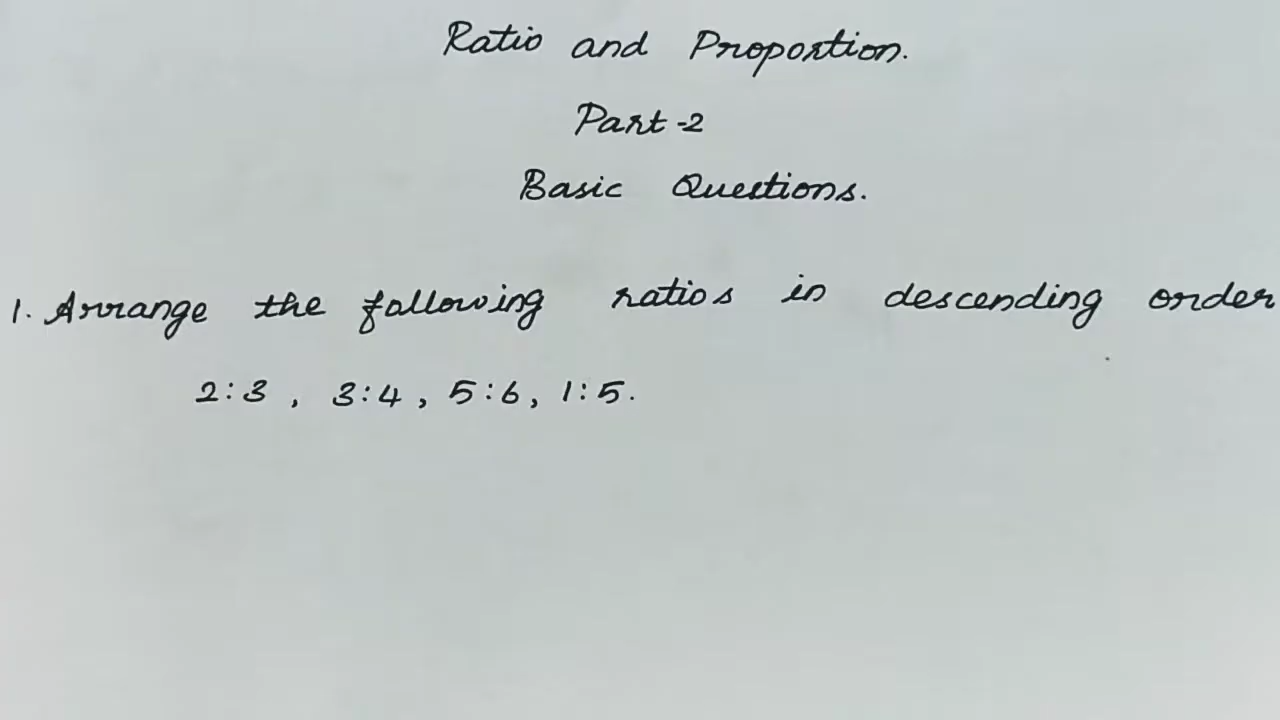 Ratio and Proportion.
Part-2
Basic Questions.
1. Arrange the following ratios in descending order
2:3 , 3:4 , 5:6, 1:5.